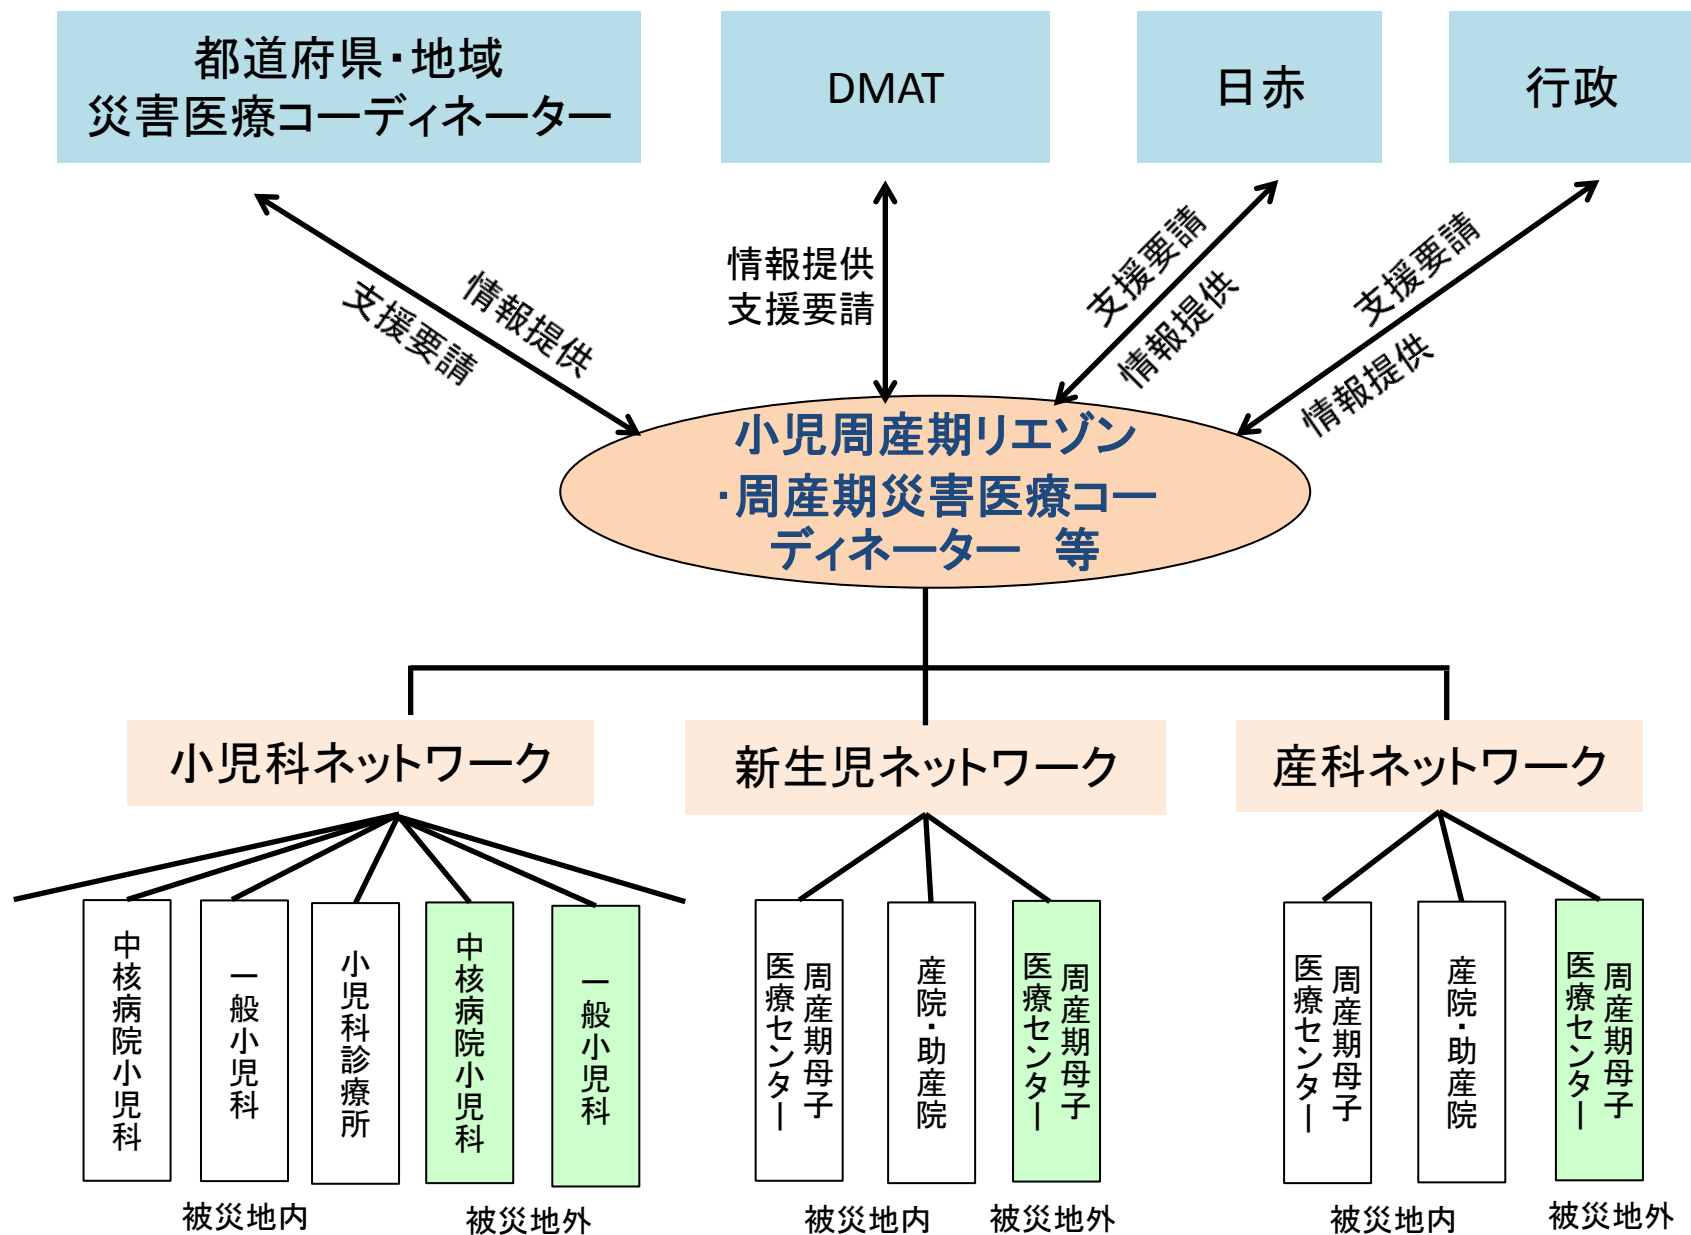 都道府県・地域
災害医療コーディネーター
DMAT
日赤
行政
情報提供
支援要請
情報提供
支援要請
支援要請
情報提供
支援要請
情報提供
小児周産期リエゾン
・周産期災害医療コー
ディネーター　等
小児科ネットワーク
新生児ネットワーク
産科ネットワーク
中核病院小児科
一般小児科
小児科診療所
中核病院小児科
一般小児科
周産期母子
医療センター
産院・助産院
周産期母子
医療センター
周産期母子
医療センター
産院・助産院
周産期母子
医療センター
被災地内
被災地外
被災地内
被災地外
被災地内
被災地外